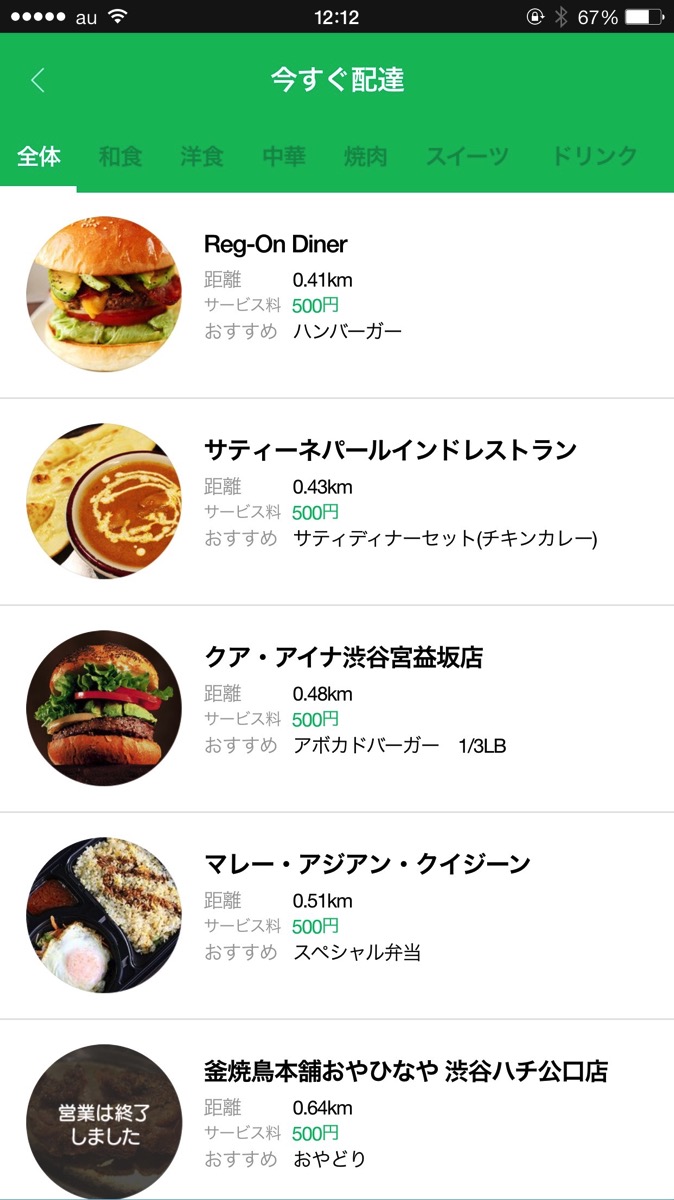 au 12:12 67%
今すぐ配達
全体 和食 洋食 中華 焼肉 スイーツ ドリンク
Reg-On Diner
距離 0.41km
サービス料 500円
おすすめ ハンバーガー
サティーネパールインドレストラン
距離 0.43km
サービス料 500円
おすすめ サティディナーセット(チキンカレー)
クア・アイナ渋谷宮益坂店
距離 0.48km
サービス料 500円
おすすめ アボカドバーガー　1/3LB
マレー・アジアン・クイジーン
距離 0.51km
サービス料 500円
おすすめ スペシャル弁当
釜焼鳥本舗おやひなや 渋谷ハチ公口店
距離 0.64km
サービス料 500円
おすすめ おやどり
営業は終了
しました